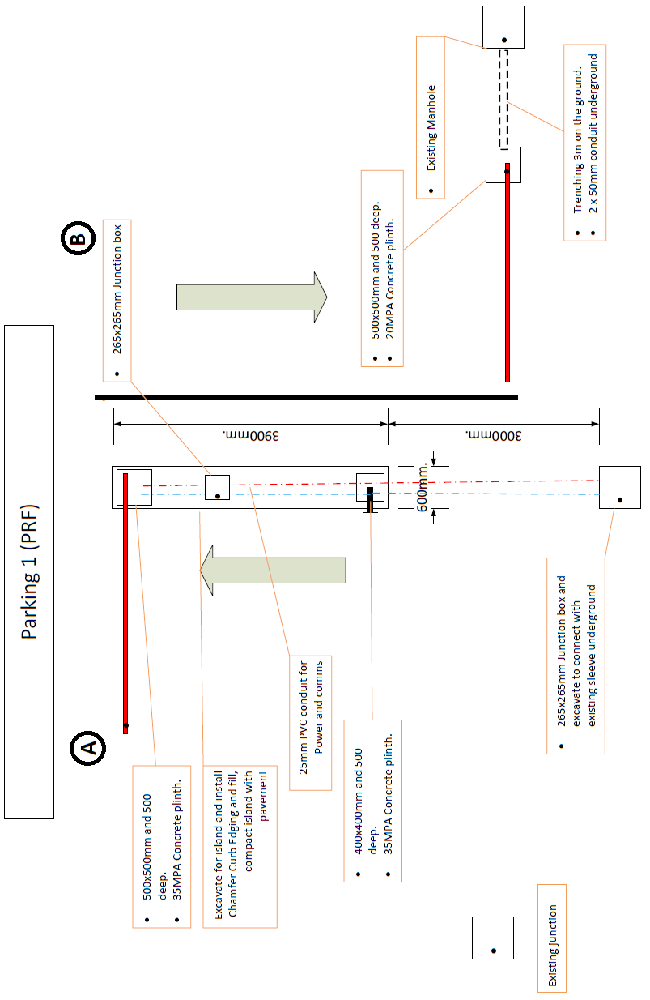 Parking 1 (PRF)
A
B
• 265x265mm Junction box
• 500x500mm and 500
deep.
• 35MPA Concrete plinth.
Excavate for island and install
Chamfer Curb Edging and fill,
compact island with
pavement
3900mm.
25mm PVC conduit for
Power and comms
• 400x400mm and 500
deep.
• 35MPA Concrete plinth.
• 500x500mm and 500 deep.
• 20MPA Concrete plinth.
600mm.
• Existing Manhole
3000mm.
Existing junction
• 265x265mm Junction box and
excavate to connect with
existing sleeve underground
• Trenching 3m on the ground.
• 2 x 50mm conduit underground